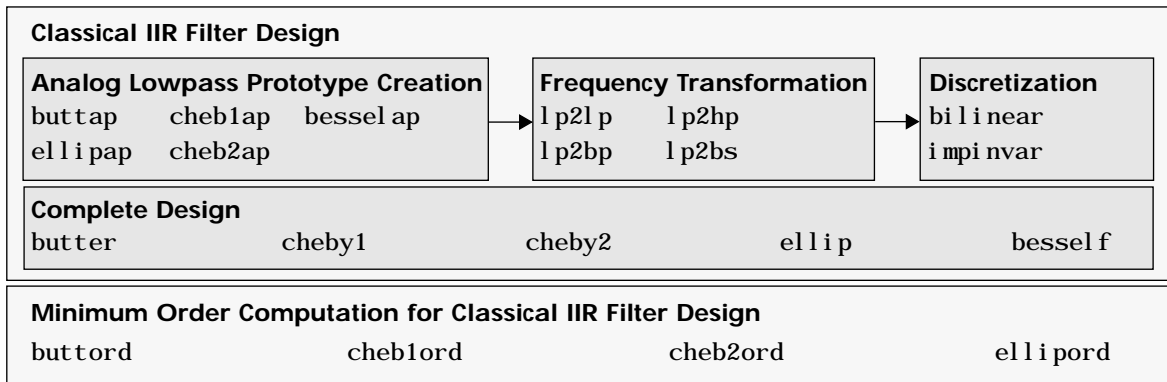 Classical IIR Filter Design
Analog Lowpass Prototype Creation
buttap cheb1ap besselap
ellipap cheb2ap
Frequency Transformation
lp2lp lp2hp
lp2bp lp2bs
Discretization
bilinear
impinvar
Complete Design
butter cheby1 cheby2 ellip besself
Minimum Order Computation for Classical IIR Filter Design
buttord cheb1ord cheb2ord ellipord